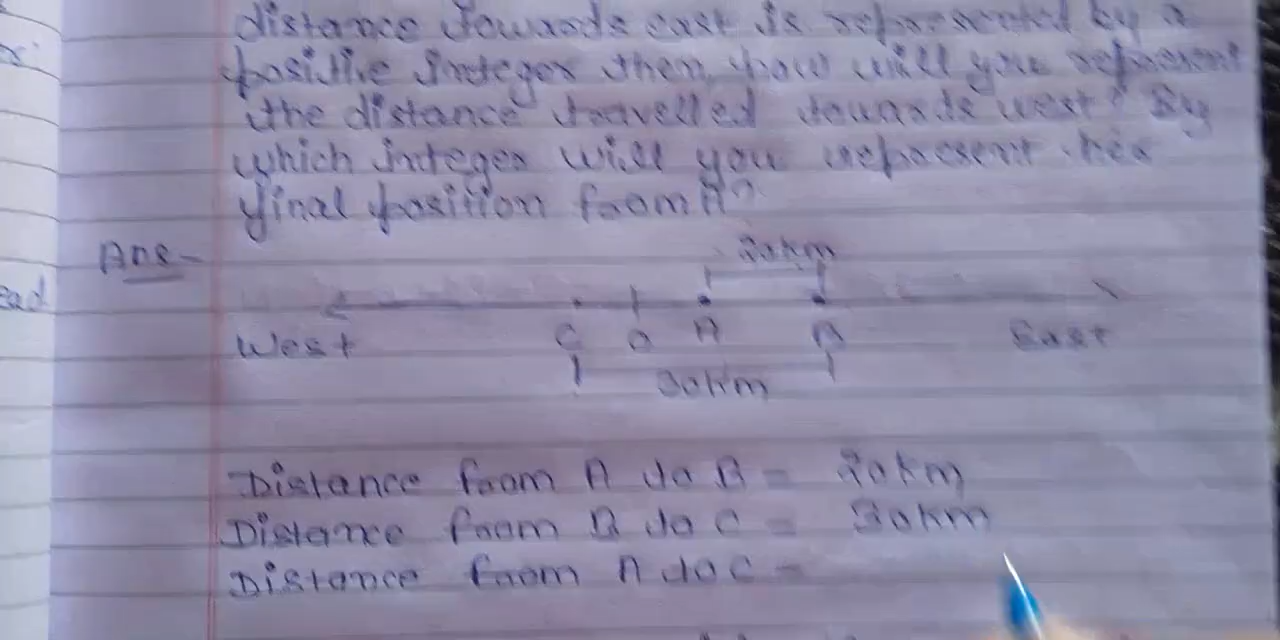 distance towards east is represented by a
positive integer then, how will you represent
the distance travelled towards west? By
which integer will you represent his
final position from A?
Ans-
20km
West C O A B East
30km
Distance from A to B = 20km
Distance from B to C = 30km
Distance from A to C =